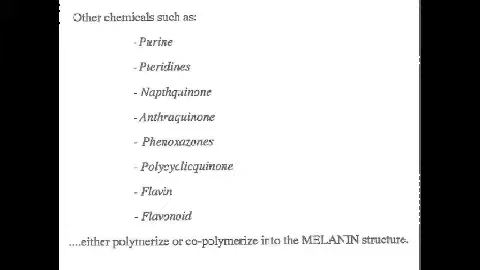 Other chemicals such as:
- Purine
- Pteridines
- Napthquinone
- Anthraquinone
- Phenoxazones
- Polycyclicquinone
- Flavin
- Flavonoid
....either polymerize or co-polymerize into the MELANIN structure.